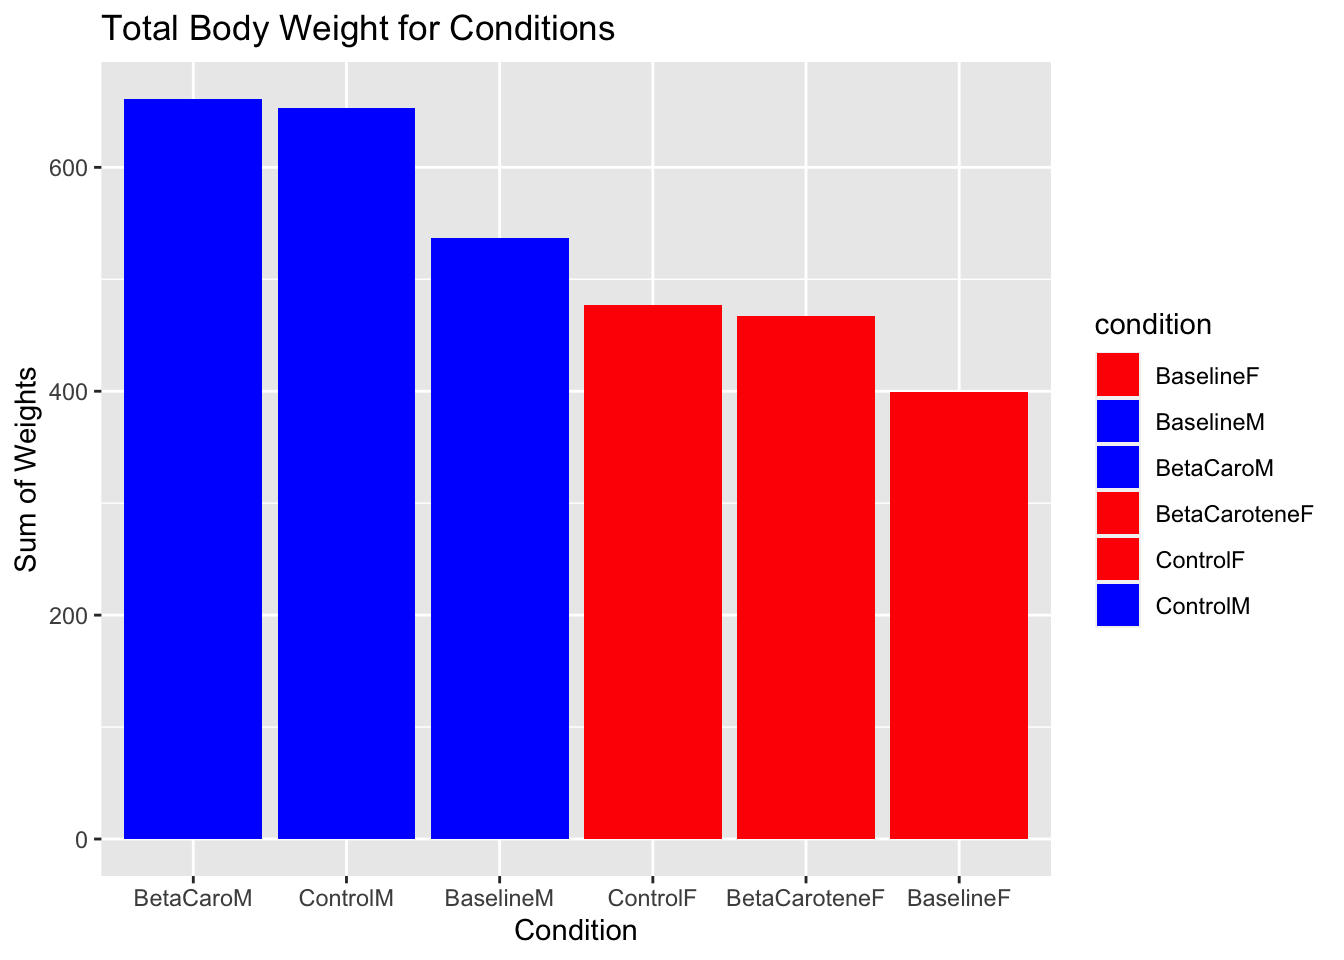 Total Body Weight for Conditions
Sum of Weights
600
400
200
0
BetaCaroM ControlM BaselineM ControlF BetaCaroteneF BaselineF
Condition
condition
BaselineF
BaselineM
BetaCaroM
BetaCaroteneF
ControlF
ControlM